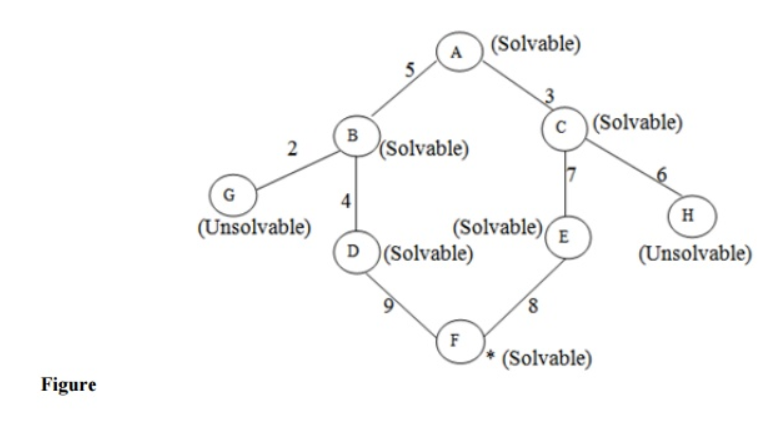 A (Solvable)
5
3
B (Solvable)
C (Solvable)
2
7
6
G (Unsolvable)
4
H (Unsolvable)
D (Solvable)
(Solvable) E
9
8
F * (Solvable)
Figure